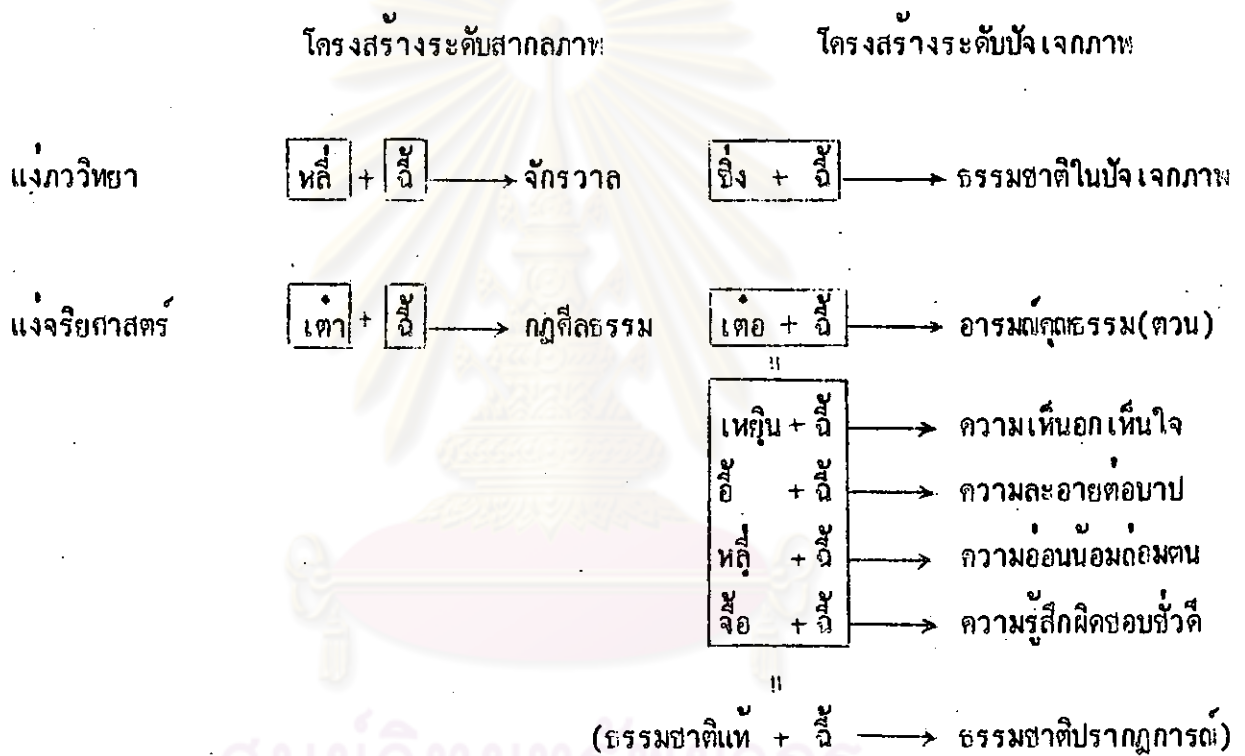 โครงสร้างระดับสากลภาพ โครงสร้างระดับปัจเจกภาพ
แง่ภววิทยา หลี่ + ฉี้ → จักรวาล ซิ่ง + ฉี้ → ธรรมชาติในปัจเจกภาพ
แง่จริยศาสตร์ เต๋า + ฉี้ → กฎศีลธรรม เต๋อ + ฉี้ → อารมณ์คุณธรรม(ตวน)
=
เหยิ๋น + ฉี้ → ความเห็นอกเห็นใจ
อี้ + ฉี้ → ความละอายต่อบาป
หลี่ + ฉี้ → ความอ่อนน้อมถ่อมตน
จื้อ + ฉี้ → ความรู้สึกผิดชอบชั่วดี
=
(ธรรมชาติแท้ + ฉี้ → ธรรมชาติปรากฏการณ์)